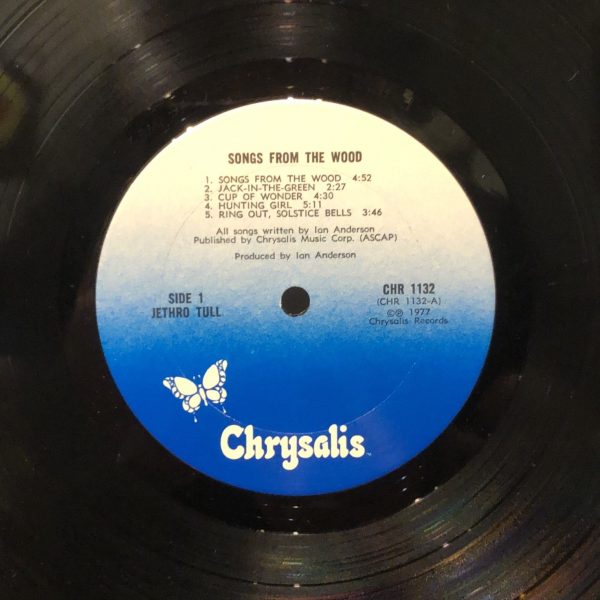 SONGS FROM THE WOOD
1. SONGS FROM THE WOOD 4:52
2. JACK-IN-THE-GREEN 2:27
3. CUP OF WONDER 4:30
4. HUNTING GIRL 5:11
5. RING OUT, SOLSTICE BELLS 3:46
All songs written by Ian Anderson
Published by Chrysalis Music Corp. (ASCAP)
Produced by Ian Anderson
SIDE 1
JETHRO TULL
CHR 1132
(CHR 1132-A)
©℗ 1977
Chrysalis Records
Chrysalis™